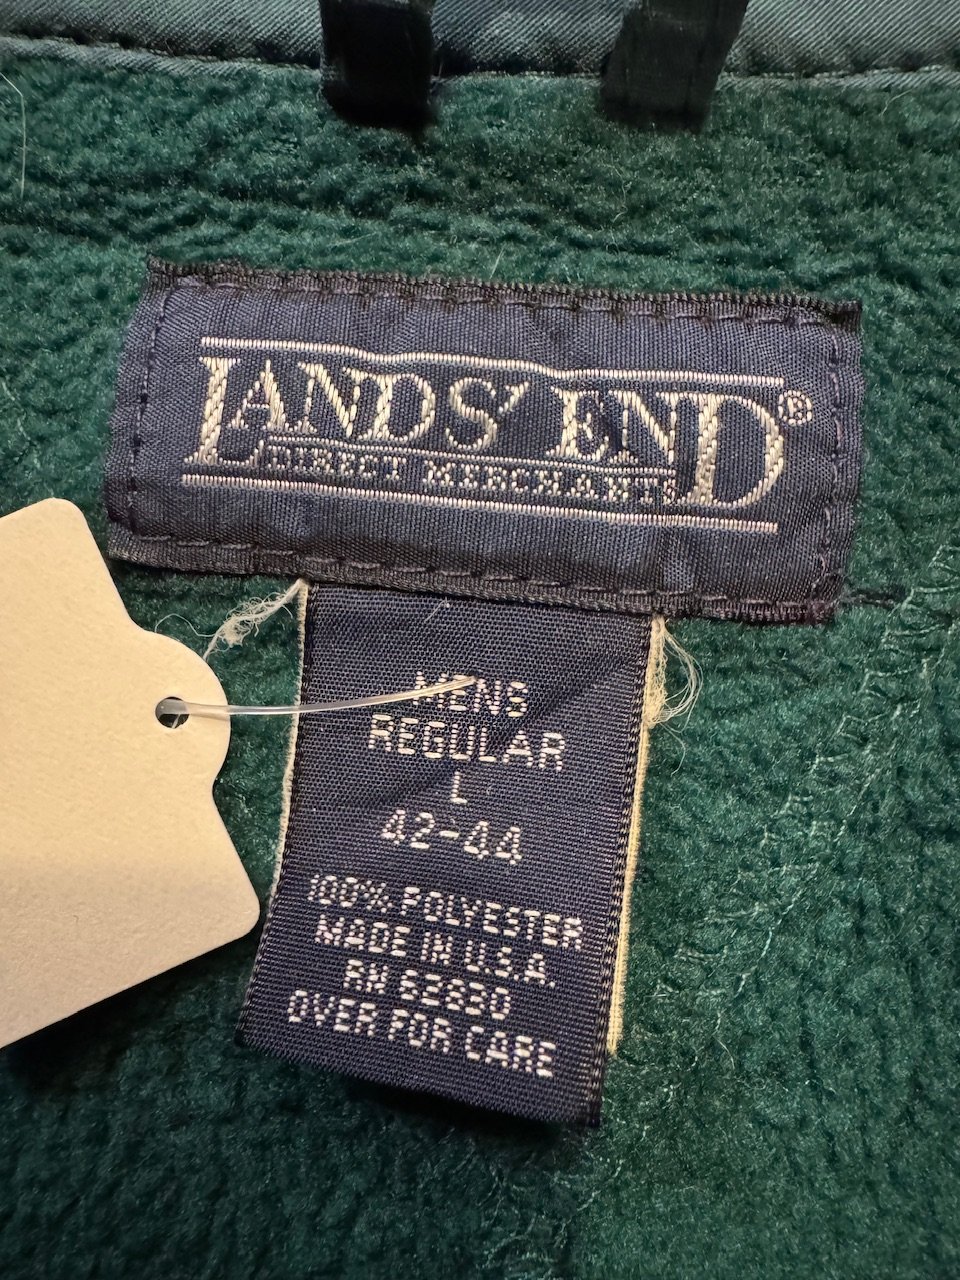 LANDS' END®
DIRECT MERCHANTS
MENS
REGULAR
L
42-44
100% POLYESTER
MADE IN U.S.A.
RN 62830
OVER FOR CARE